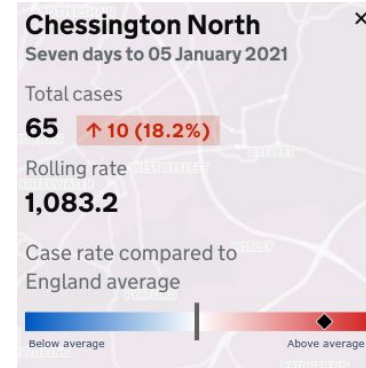 Chessington North
×
Seven days to 05 January 2021
Total cases
65 ↑ 10 (18.2%)
Rolling rate
1,083.2
Case rate compared to
England average
Below average Above average